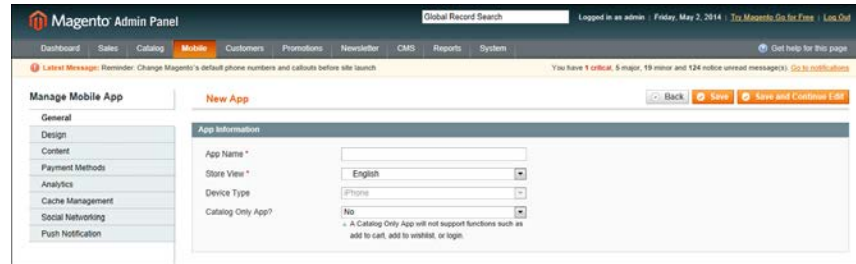 Magento Admin Panel
Global Record Search
Logged in as admin | Friday, May 2, 2014 | Try Magento Go for Free | Log Out
Dashboard Sales Catalog Mobile Customers Promotions Newsletter CMS Reports System
Get help for this page
Latest Message: Reminder: Change Magento's default phone numbers and callouts before site launch
You have 1 critical, 5 major, 19 minor and 124 notice unread message(s). Go to notifications
Manage Mobile App
General
Design
Content
Payment Methods
Analytics
Cache Management
Social Networking
Push Notification
New App
Back Save Save and Continue Edit
App Information
App Name *
Store View * English
Device Type iPhone
Catalog Only App? No
A Catalog Only App will not support functions such as
add to cart, add to wishlist, or login.